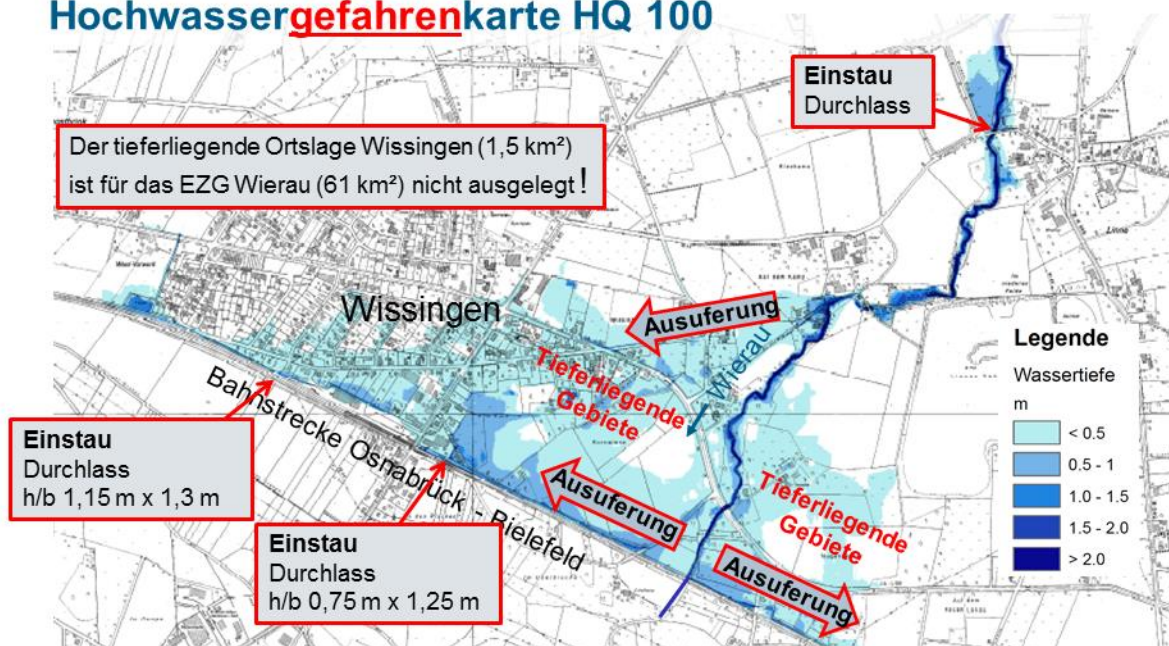 Hochwassergefahrenkarte HQ 100
Einstau
Durchlass
Der tieferliegende Ortslage Wissingen (1,5 km²)
ist für das EZG Wierau (61 km²) nicht ausgelegt!
Wissingen
Ausuferung
Wierau
Tieferliegende
Gebiete
Legende
Wassertiefe
m
< 0.5
0.5 - 1
1.0 - 1.5
1.5 - 2.0
> 2.0
Bahnstrecke Osnabrück - Bielefeld
Einstau
Durchlass
h/b 1,15 m x 1,3 m
Ausuferung
Tieferliegende
Gebiete
Einstau
Durchlass
h/b 0,75 m x 1,25 m
Ausuferung
Linne